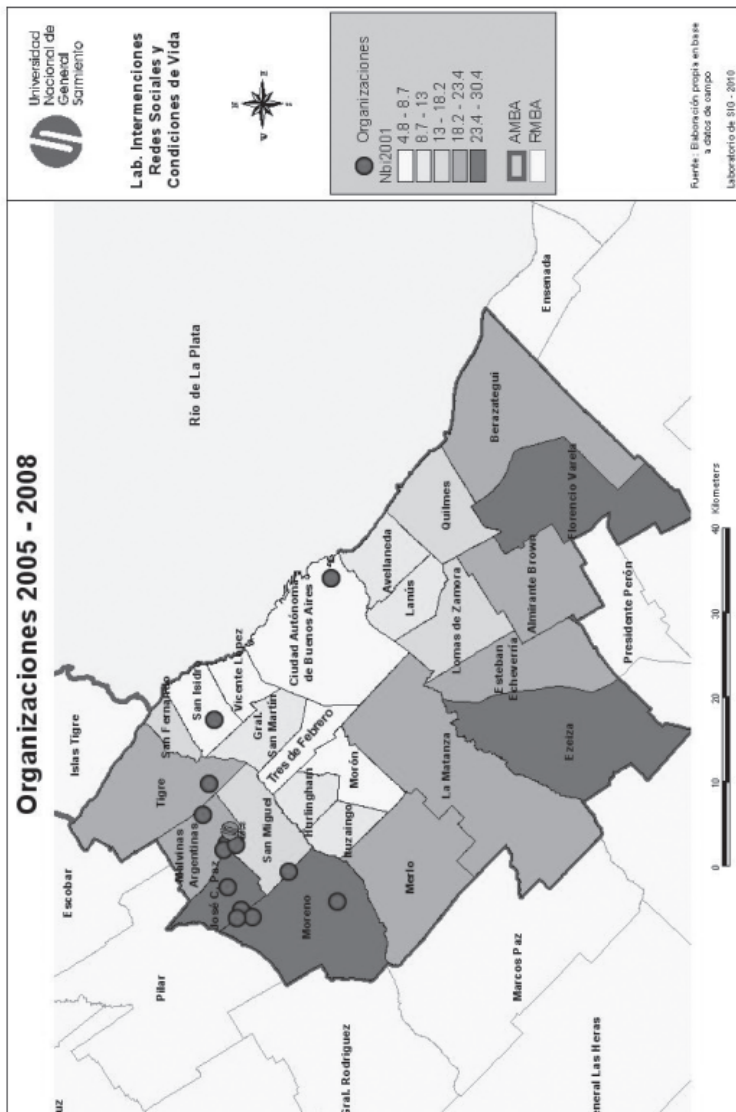 Organizaciones 2005 - 2008
Islas Tigre
Escobar
Pilar
Río de La Plata
San Fernando
San Isidro
Tigre
Vicente López
Malvinas
Argentinas
Gral.
San Martín
José C. Paz
San Miguel
Tres de Febrero
Ciudad Autónoma
de Buenos Aires
Hurlingham
Morón
Ituzaingo
Moreno
Avellaneda
Lanús
Quilmes
Merlo
La Matanza
Lomas de Zamora
Berazategui
Esteban
Echeverría
Almirante Brown
Florencio Varela
Ezeiza
Ensenada
Gral. Rodríguez
Marcos Paz
Presidente Perón
neral Las Heras
uz
0
10
20
30
40
Kilometers
Universidad
Nacional de
General
Sarmiento
Lab. Intermenciones
Redes Sociales y
Condiciones de Vida
Organizaciones
Nbi2001
4.8 - 8.7
8.7 - 13
13 - 18.2
18.2 - 23.4
23.4 - 30.4
AMBA
RMBA
Fuente: Elaboración propia en base
a datos de campo
Laboratorio de SIG - 2010